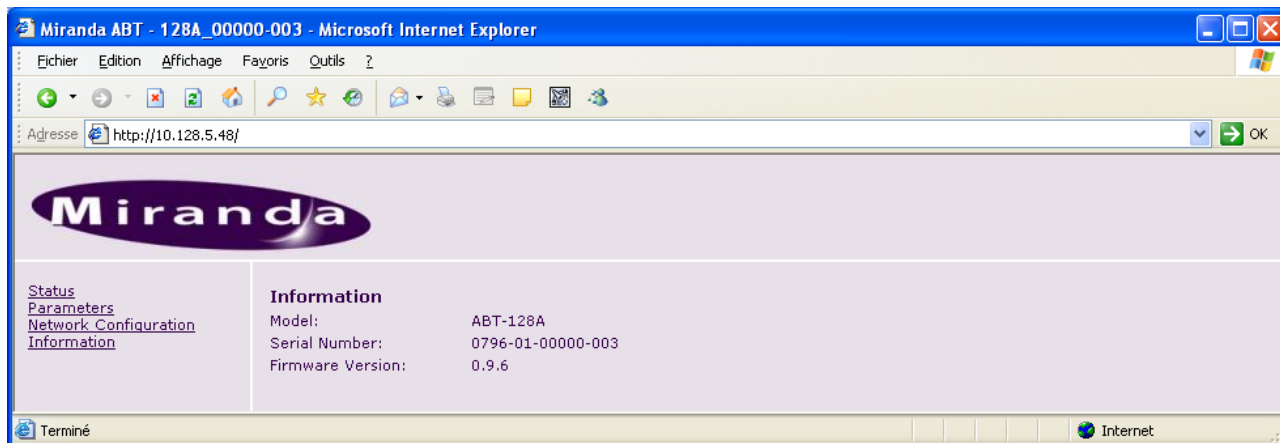 Miranda ABT - 128A_00000-003 - Microsoft Internet Explorer
Fichier Edition Affichage Favoris Outils ?
Adresse http://10.128.5.48/ OK
Miranda
Status
Parameters
Network Configuration
Information
Information
Model: ABT-128A
Serial Number: 0796-01-00000-003
Firmware Version: 0.9.6
Terminé Internet